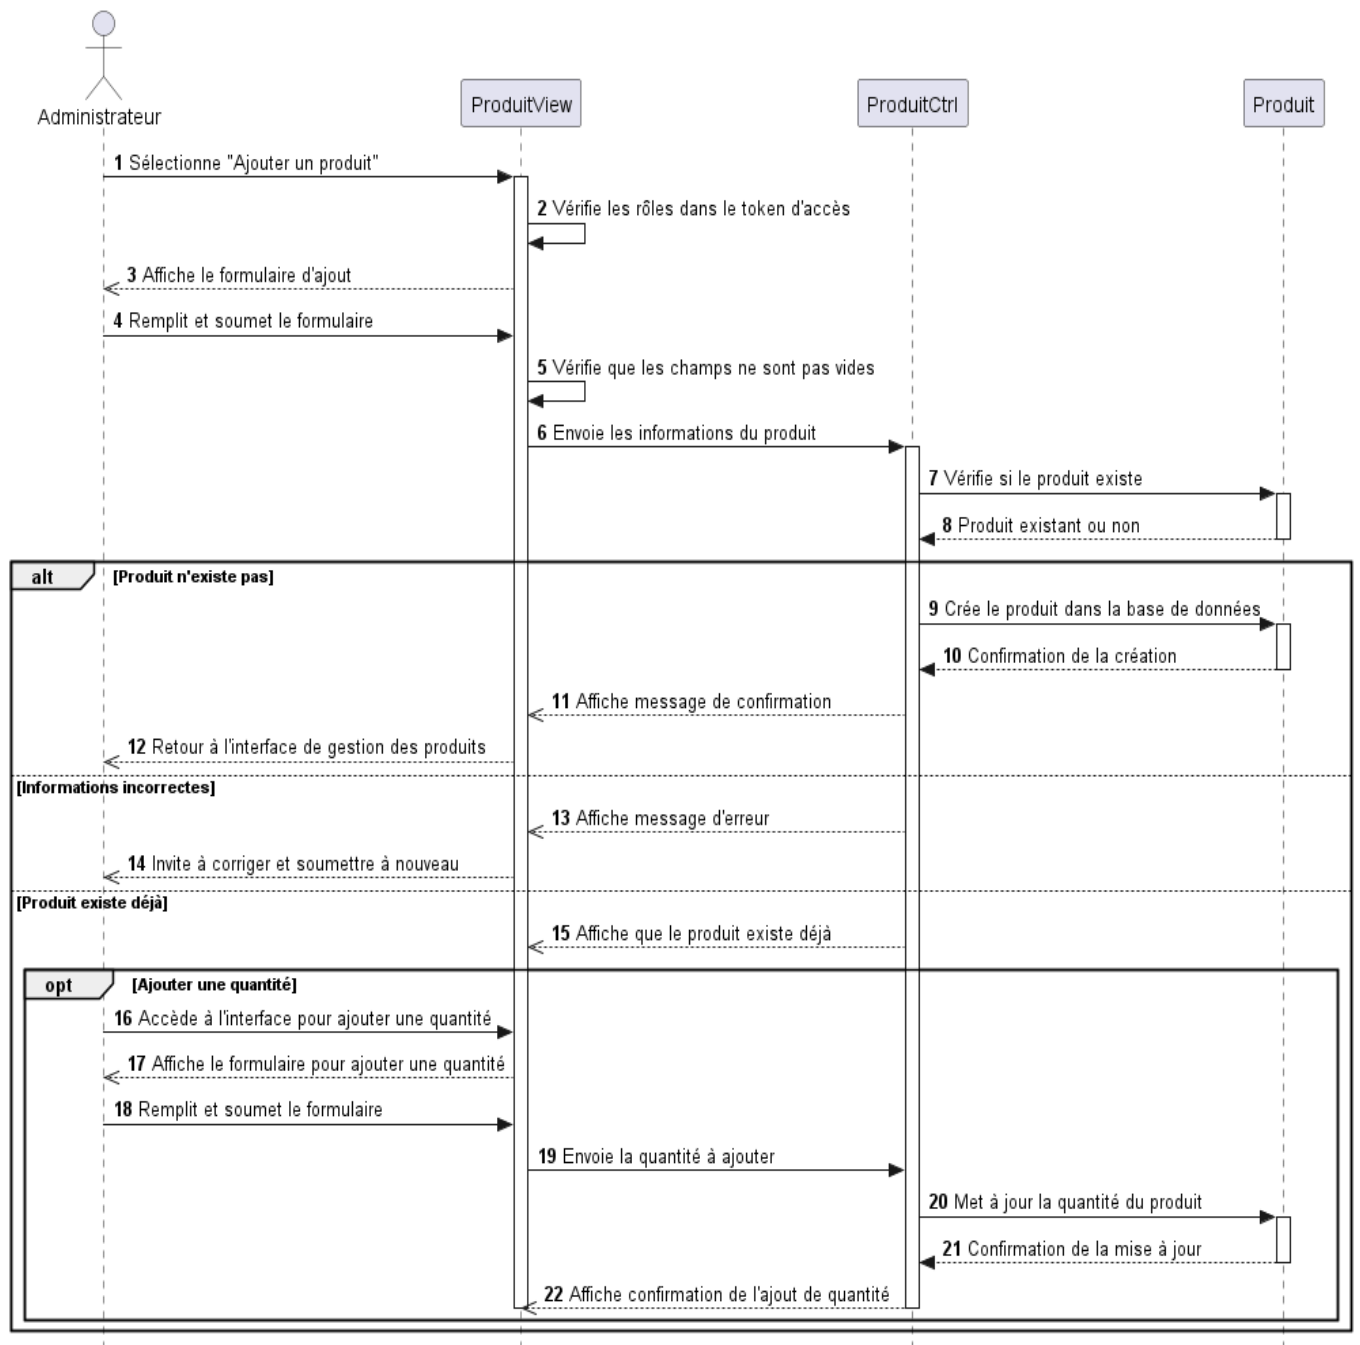 Administrateur
ProduitView
ProduitCtrl
Produit
1 Sélectionne "Ajouter un produit"
2 Vérifie les rôles dans le token d'accès
3 Affiche le formulaire d'ajout
4 Remplit et soumet le formulaire
5 Vérifie que les champs ne sont pas vides
6 Envoie les informations du produit
7 Vérifie si le produit existe
8 Produit existant ou non
alt
[Produit n'existe pas]
9 Crée le produit dans la base de données
10 Confirmation de la création
11 Affiche message de confirmation
12 Retour à l'interface de gestion des produits
[Informations incorrectes]
13 Affiche message d'erreur
14 Invite à corriger et soumettre à nouveau
[Produit existe déjà]
15 Affiche que le produit existe déjà
opt
[Ajouter une quantité]
16 Accède à l'interface pour ajouter une quantité
17 Affiche le formulaire pour ajouter une quantité
18 Remplit et soumet le formulaire
19 Envoie la quantité à ajouter
20 Met à jour la quantité du produit
21 Confirmation de la mise à jour
22 Affiche confirmation de l'ajout de quantité